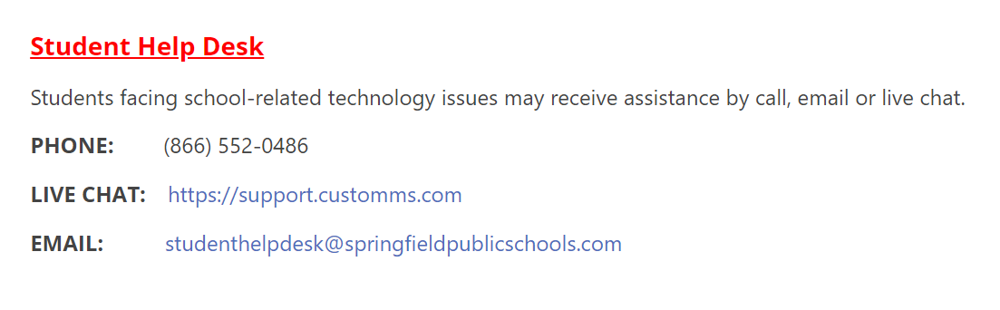 Student Help Desk
Students facing school-related technology issues may receive assistance by call, email or live chat.
PHONE: (866) 552-0486
LIVE CHAT: https://support.customms.com
EMAIL: studenthelpdesk@springfieldpublicschools.com